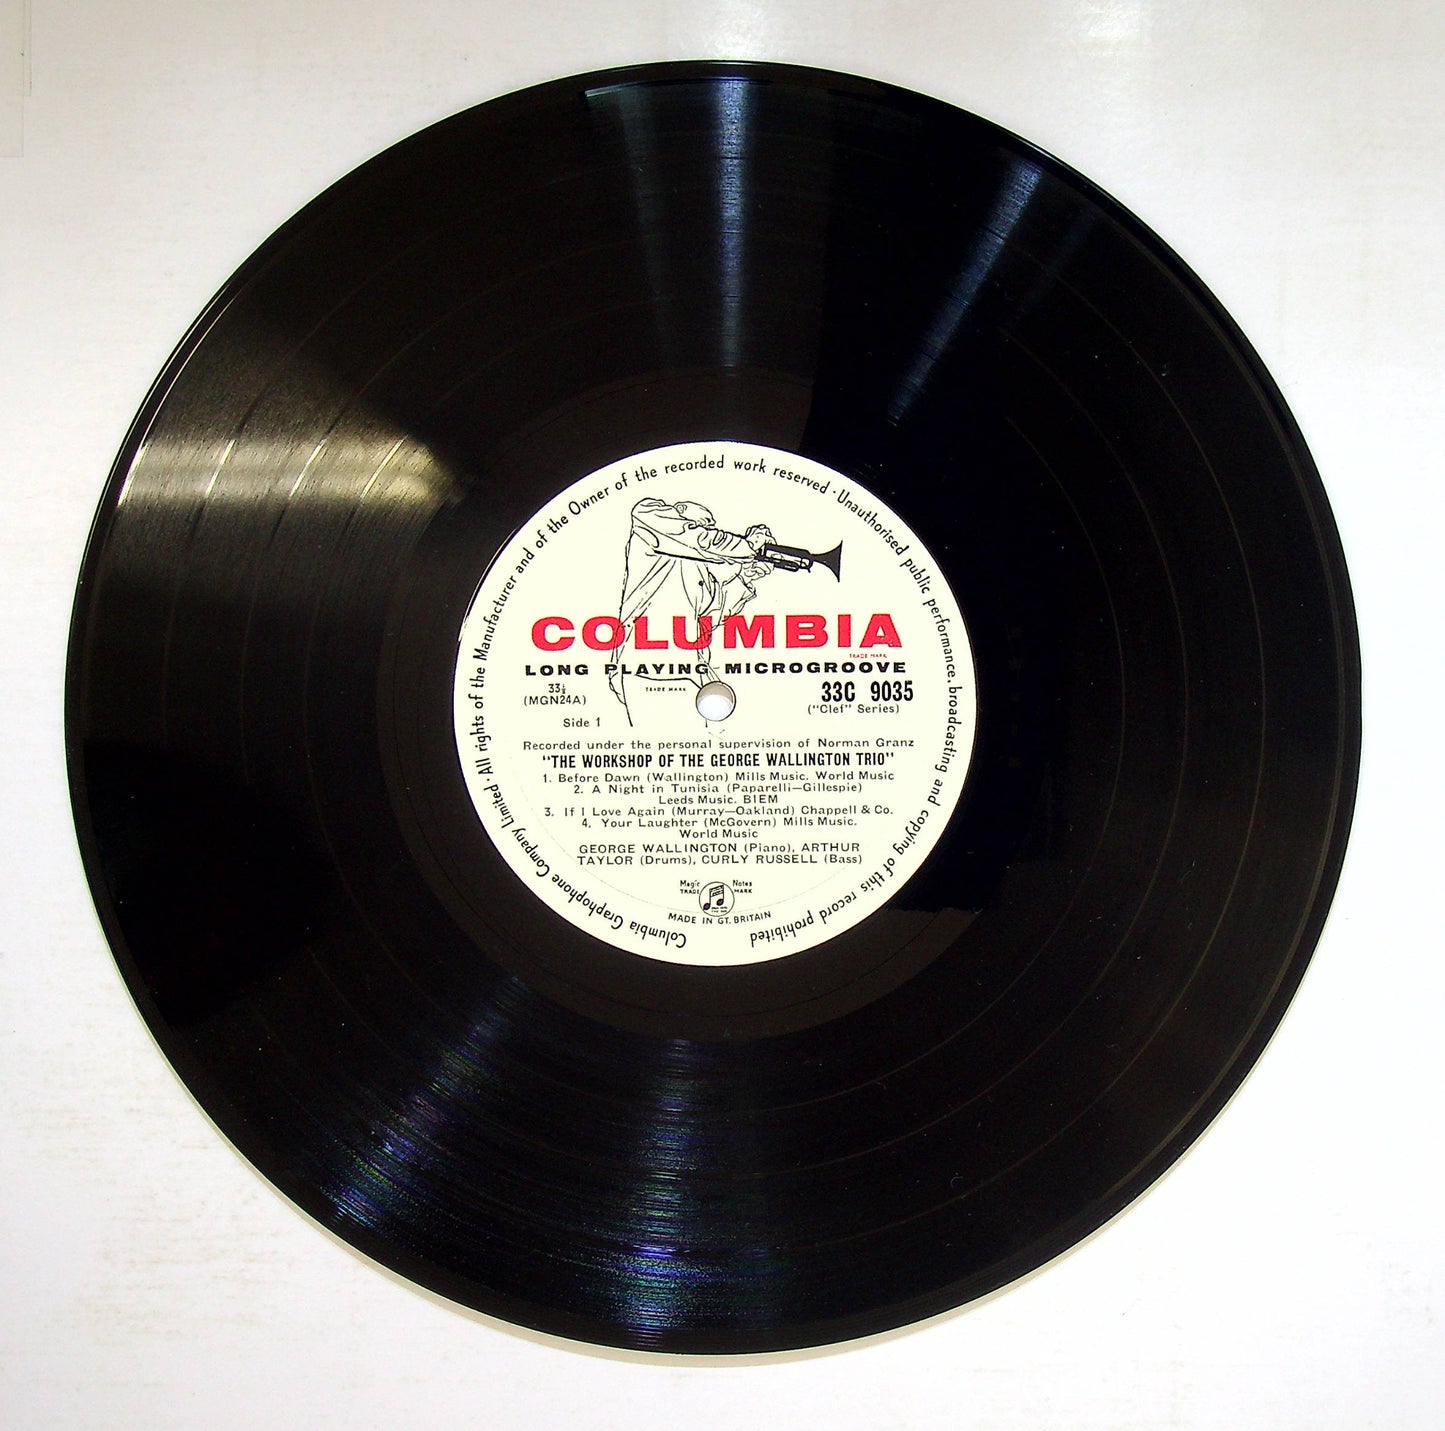 All rights of the Manufacturer and of the Owner of the recorded work reserved · Unauthorised public performance, broadcasting and copying of this record prohibited
COLUMBIA
TRADE MARK
LONG PLAYING MICROGROOVE
TRADE MARK
33⅓
(MGN24A)
Side 1
33C 9035
("Clef" Series)
Recorded under the personal supervision of Norman Granz
"THE WORKSHOP OF THE GEORGE WALLINGTON TRIO"
1. Before Dawn (Wallington) Mills Music. World Music
2. A Night in Tunisia (Paparelli—Gillespie)
Leeds Music. BIEM
3. If I Love Again (Murray—Oakland) Chappell & Co.
4. Your Laughter (McGovern) Mills Music.
World Music
GEORGE WALLINGTON (Piano), ARTHUR
TAYLOR (Drums), CURLY RUSSELL (Bass)
Magic Notes
TRADE MARK
MADE IN GT. BRITAIN
Columbia Graphophone Company Limited ·